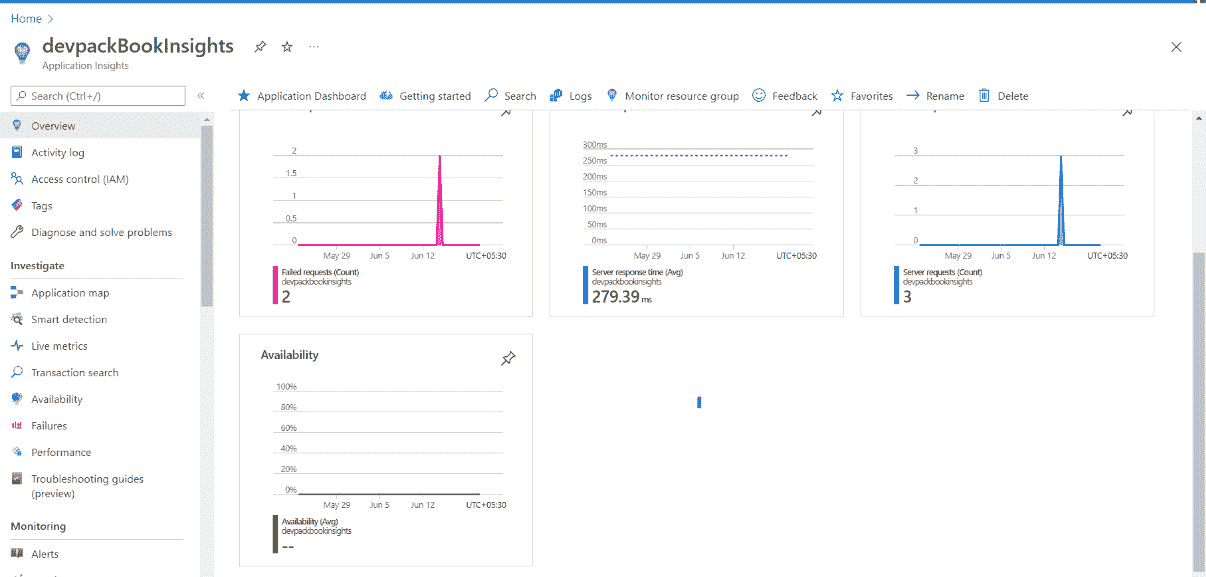 Home >
devpackBookInsights
Application Insights
Search (Ctrl+/)
Application Dashboard Getting started Search Logs Monitor resource group Feedback Favorites Rename Delete
Overview
Activity log
Access control (IAM)
Tags
Diagnose and solve problems
Investigate
Application map
Smart detection
Live metrics
Transaction search
Availability
Failures
Performance
Troubleshooting guides
(preview)
Monitoring
Alerts
2
1.5
1
0.5
0
May 29 Jun 5 Jun 12 UTC+05:30
Failed requests (Count)
devpackbookinsights
2
300ms
250ms
200ms
150ms
100ms
50ms
0ms
May 29 Jun 5 Jun 12 UTC+05:30
Server response time (Avg)
devpackbookinsights
279.39 ms
3
2
1
0
May 29 Jun 5 Jun 12 UTC+05:30
Server requests (Count)
devpackbookinsights
3
Availability
100%
80%
60%
40%
20%
0%
May 29 Jun 5 Jun 12 UTC+05:30
Availability (Avg)
devpackbookinsights
--